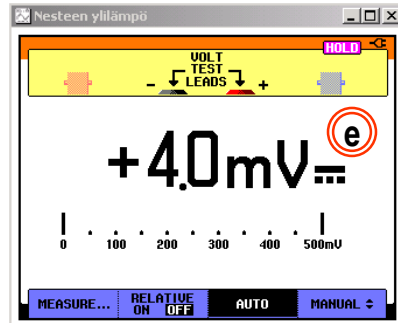 Nesteen ylilämpö
HOLD
VOLT
TEST
- LEADS +
e
+4.0mV
0 100 200 300 400 500mV
MEASURE... RELATIVE ON OFF AUTO MANUAL